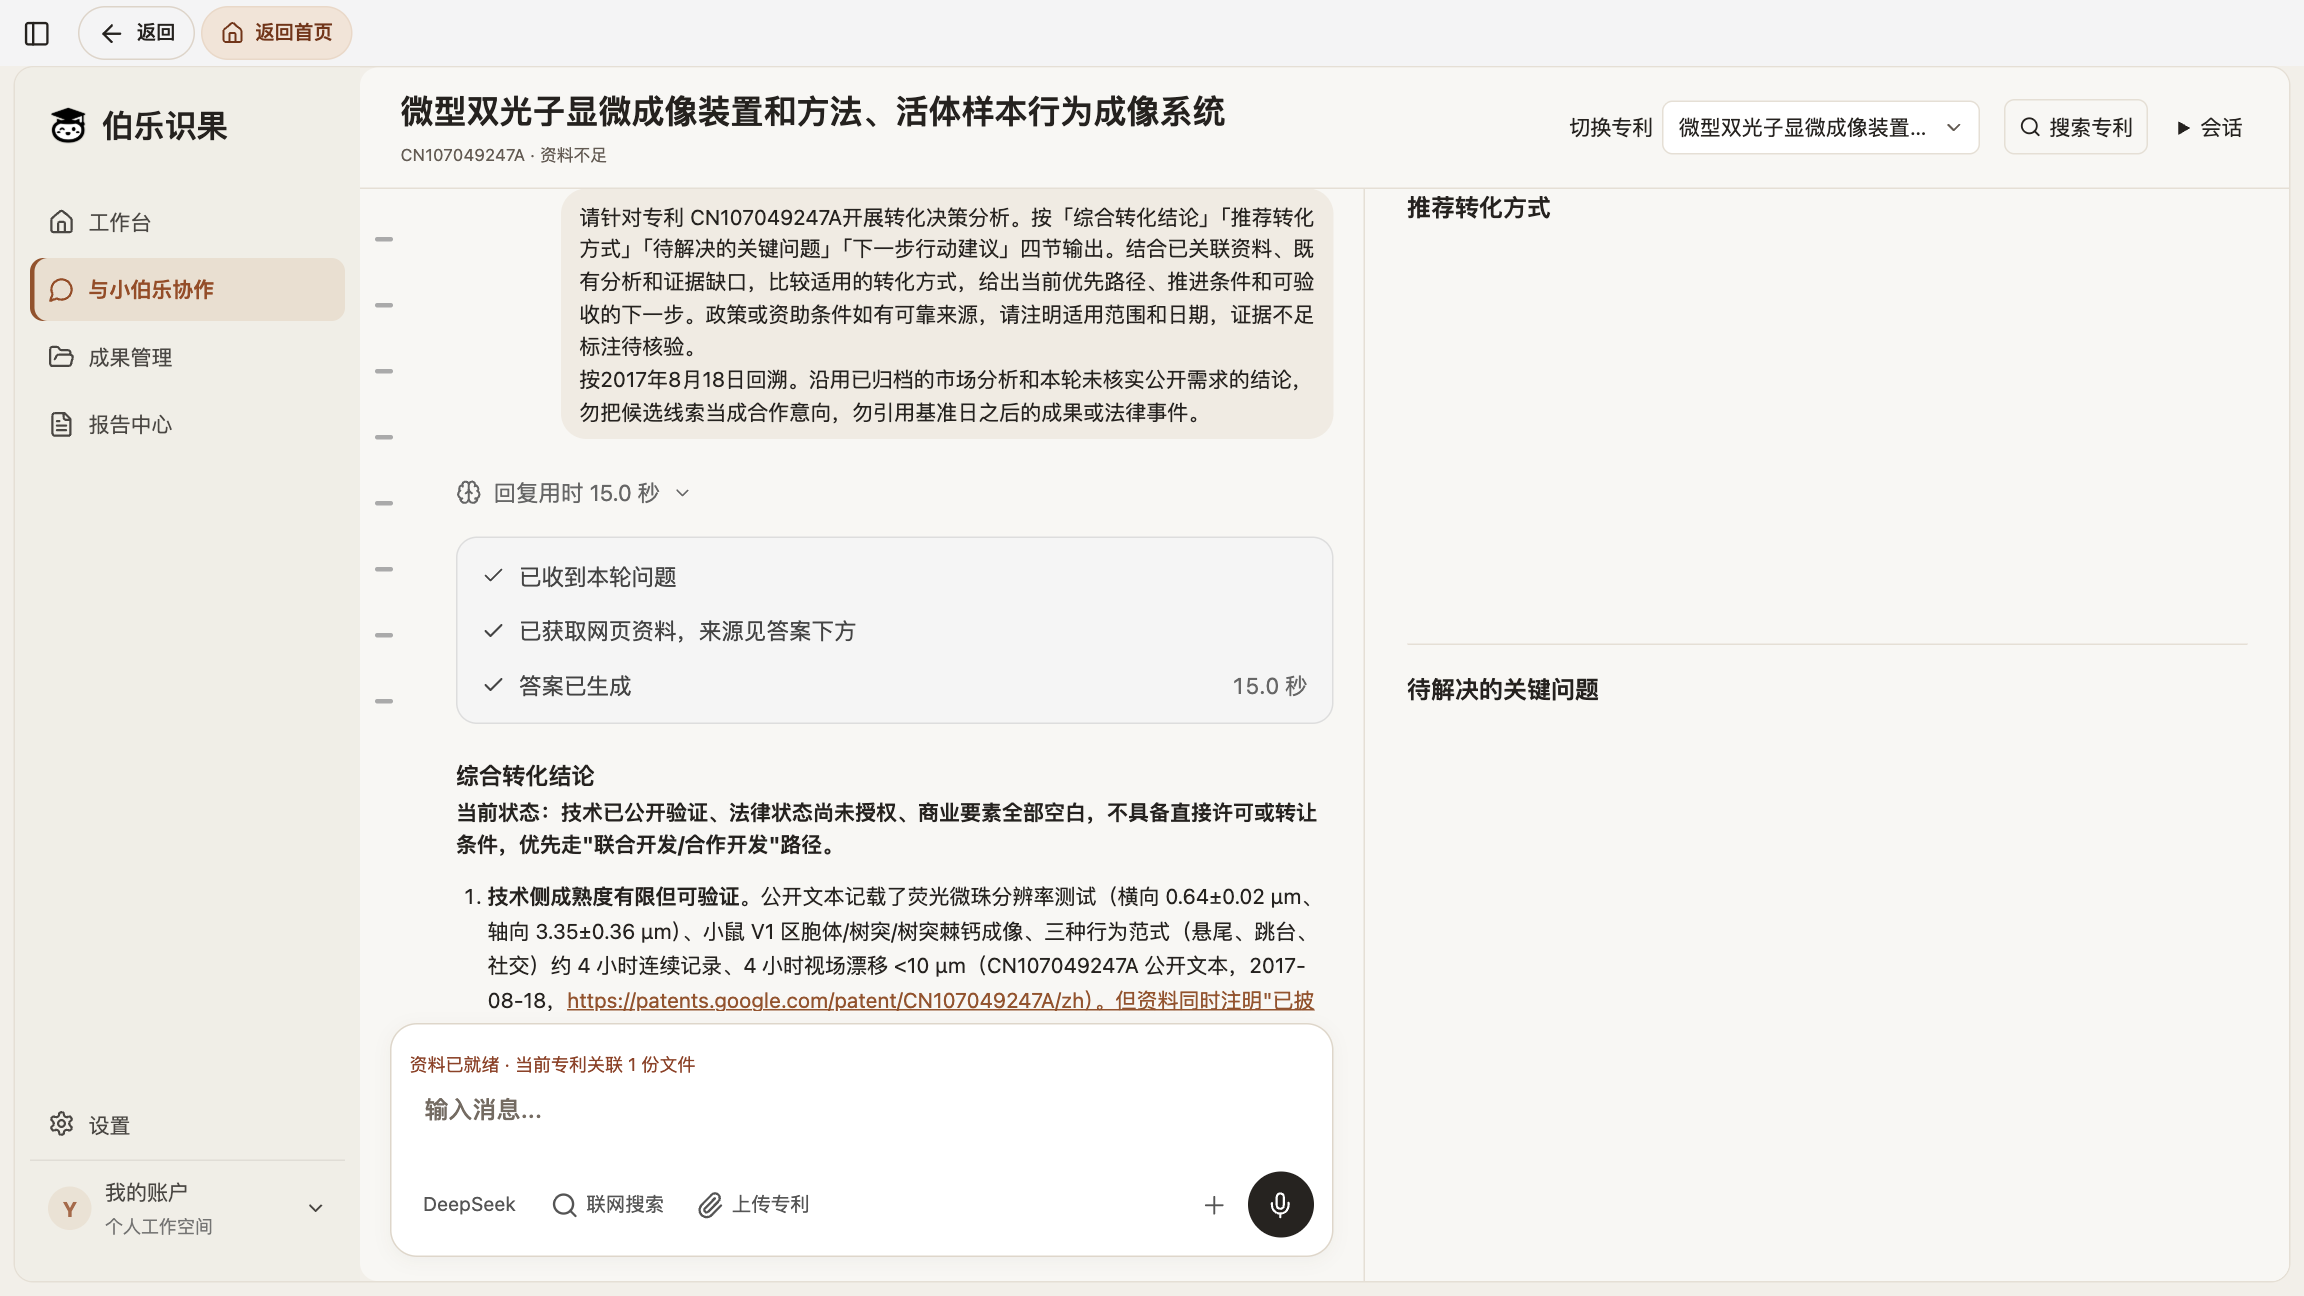 返回
返回首页
伯乐识果
工作台
与小伯乐协作
成果管理
报告中心
设置
Y
我的账户
个人工作空间
微型双光子显微成像装置和方法、活体样本行为成像系统
CN107049247A · 资料不足
切换专利
微型双光子显微成像装置...
搜索专利
会话
请针对专利 CN107049247A开展转化决策分析。按「综合转化结论」「推荐转化
方式」「待解决的关键问题」「下一步行动建议」四节输出。结合已关联资料、既
有分析和证据缺口，比较适用的转化方式，给出当前优先路径、推进条件和可验
收的下一步。政策或资助条件如有可靠来源，请注明适用范围和日期，证据不足
标注待核验。
按2017年8月18日回溯。沿用已归档的市场分析和本轮未核实公开需求的结论，
勿把候选线索当成合作意向，勿引用基准日之后的成果或法律事件。
回复用时 15.0 秒
已收到本轮问题
已获取网页资料，来源见答案下方
答案已生成
15.0 秒
综合转化结论
当前状态：技术已公开验证、法律状态尚未授权、商业要素全部空白，不具备直接许可或转让
条件，优先走"联合开发/合作开发"路径。
1. 技术侧成熟度有限但可验证。公开文本记载了荧光微珠分辨率测试（横向 0.64±0.02 μm、
轴向 3.35±0.36 μm）、小鼠 V1 区胞体/树突/树突棘钙成像、三种行为范式（悬尾、跳台、
社交）约 4 小时连续记录、4 小时视场漂移 <10 μm（CN107049247A 公开文本，2017-
08-18，https://patents.google.com/patent/CN107049247A/zh）。但资料同时注明"已披
资料已就绪 · 当前专利关联 1 份文件
输入消息...
DeepSeek
联网搜索
上传专利
推荐转化方式
待解决的关键问题